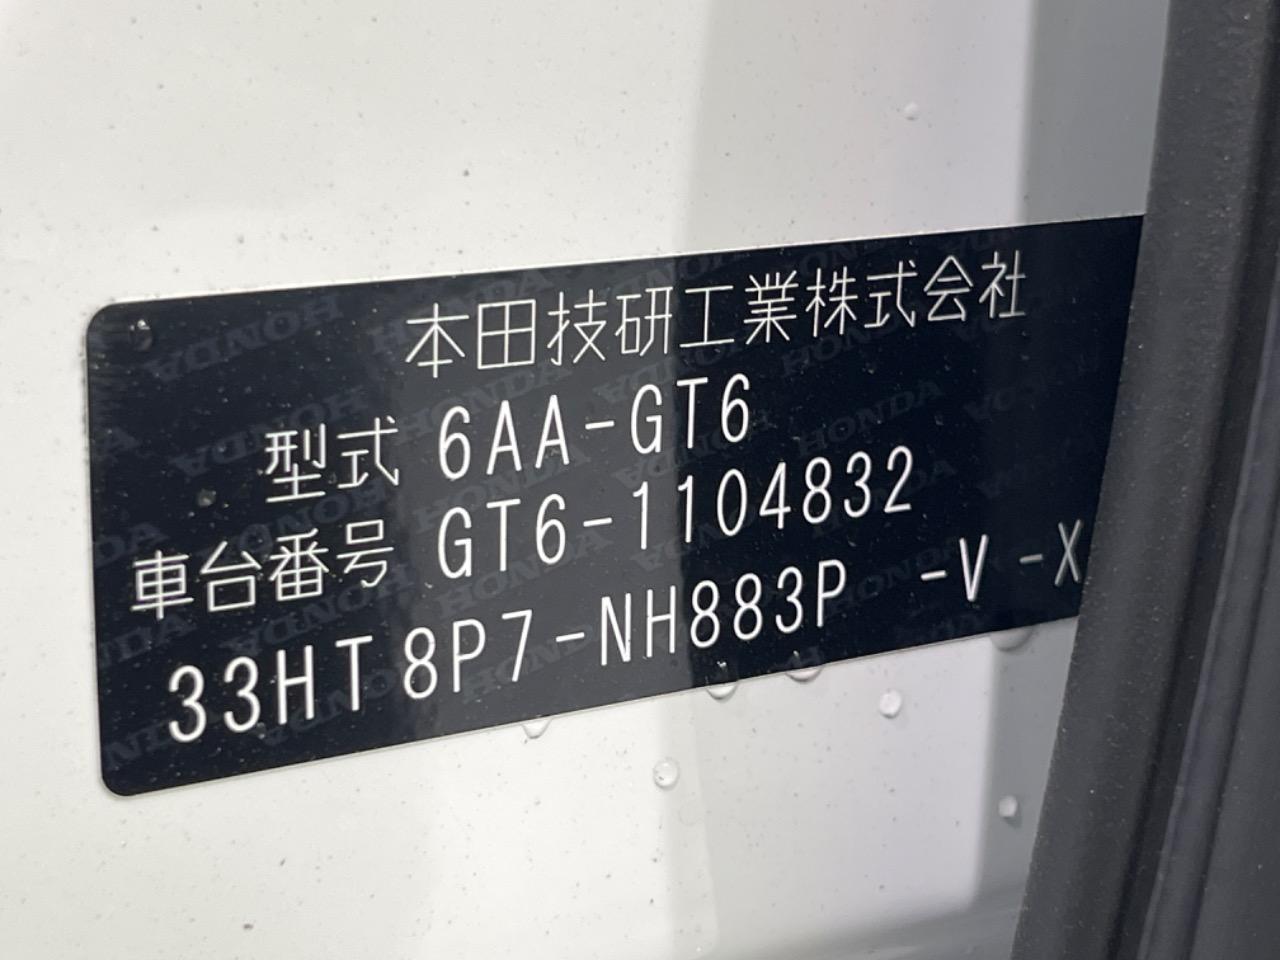 本田技研工業株式会社
型式 6AA-GT6
車台番号 GT6-1104832
33HT8P7-NH883P -V -X